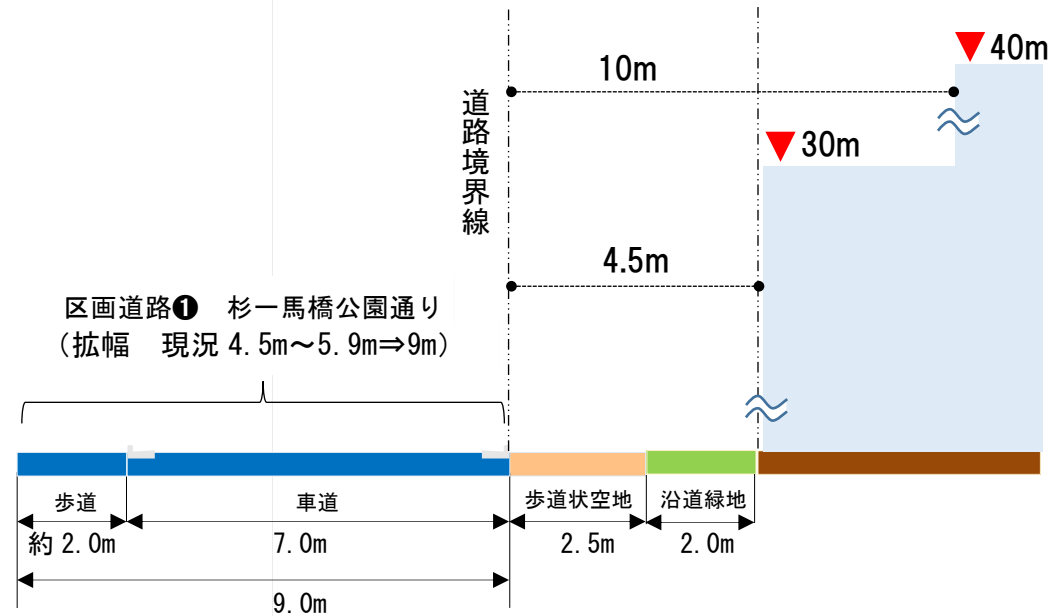 40m
10m
道路境界線
30m
4.5m
区画道路❶　杉一馬橋公園通り
（拡幅　現況 4.5m～5.9m⇒9m）
歩道
車道
歩道状空地
沿道緑地
約 2.0m
7.0m
2.5m
2.0m
9.0m